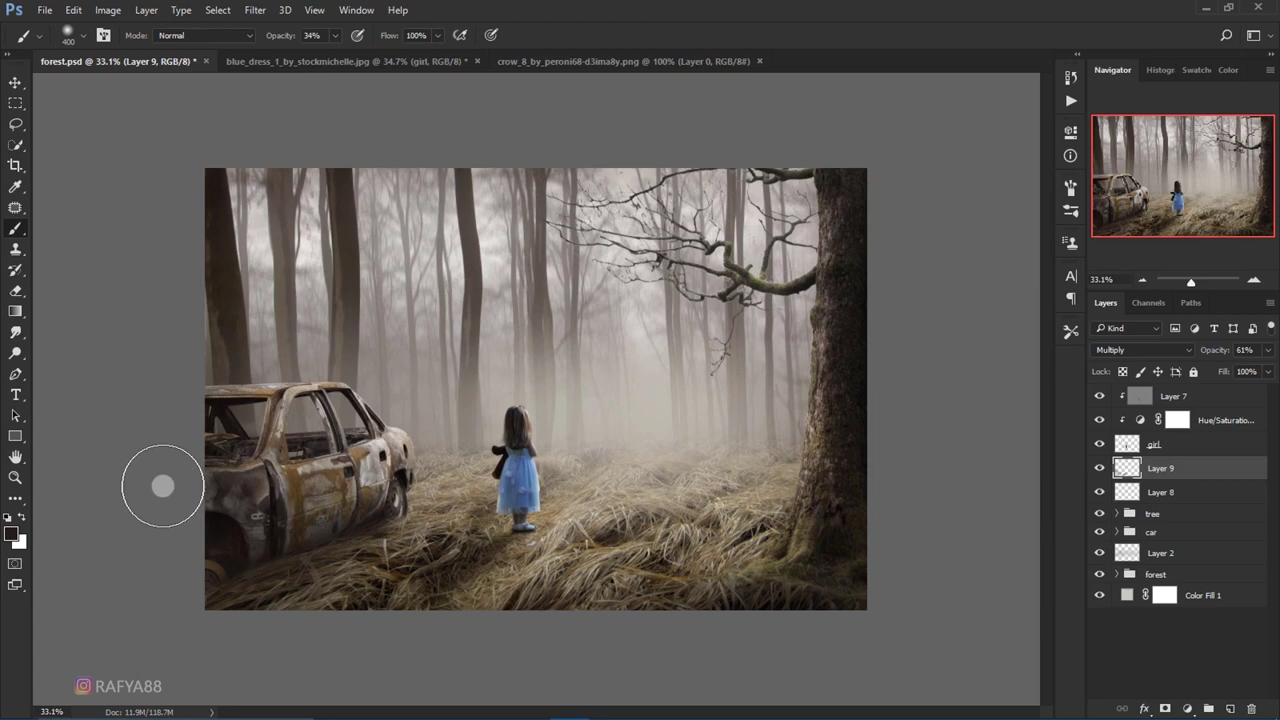 Ps File Edit Image Layer Type Select Filter 3D View Window Help
400 Mode: Normal Opacity: 34% Flow: 100%
forest.psd @ 33.1% (Layer 9, RGB/8) * × blue_dress_1_by_stockmichelle.jpg @ 34.7% (girl, RGB/8) * × crow_8_by_peroni68-d3ima8y.png @ 100% (Layer 0, RGB/8#) ×
Navigator Histogr Swatch Color
33.1%
Layers Channels Paths
Kind
Multiply Opacity: 61%
Lock: Fill: 100%
Layer 7
Hue/Saturatio...
girl
Layer 9
Layer 8
tree
car
Layer 2
forest
Color Fill 1
RAFYA88
33.1% Doc: 11.9M/118.7M